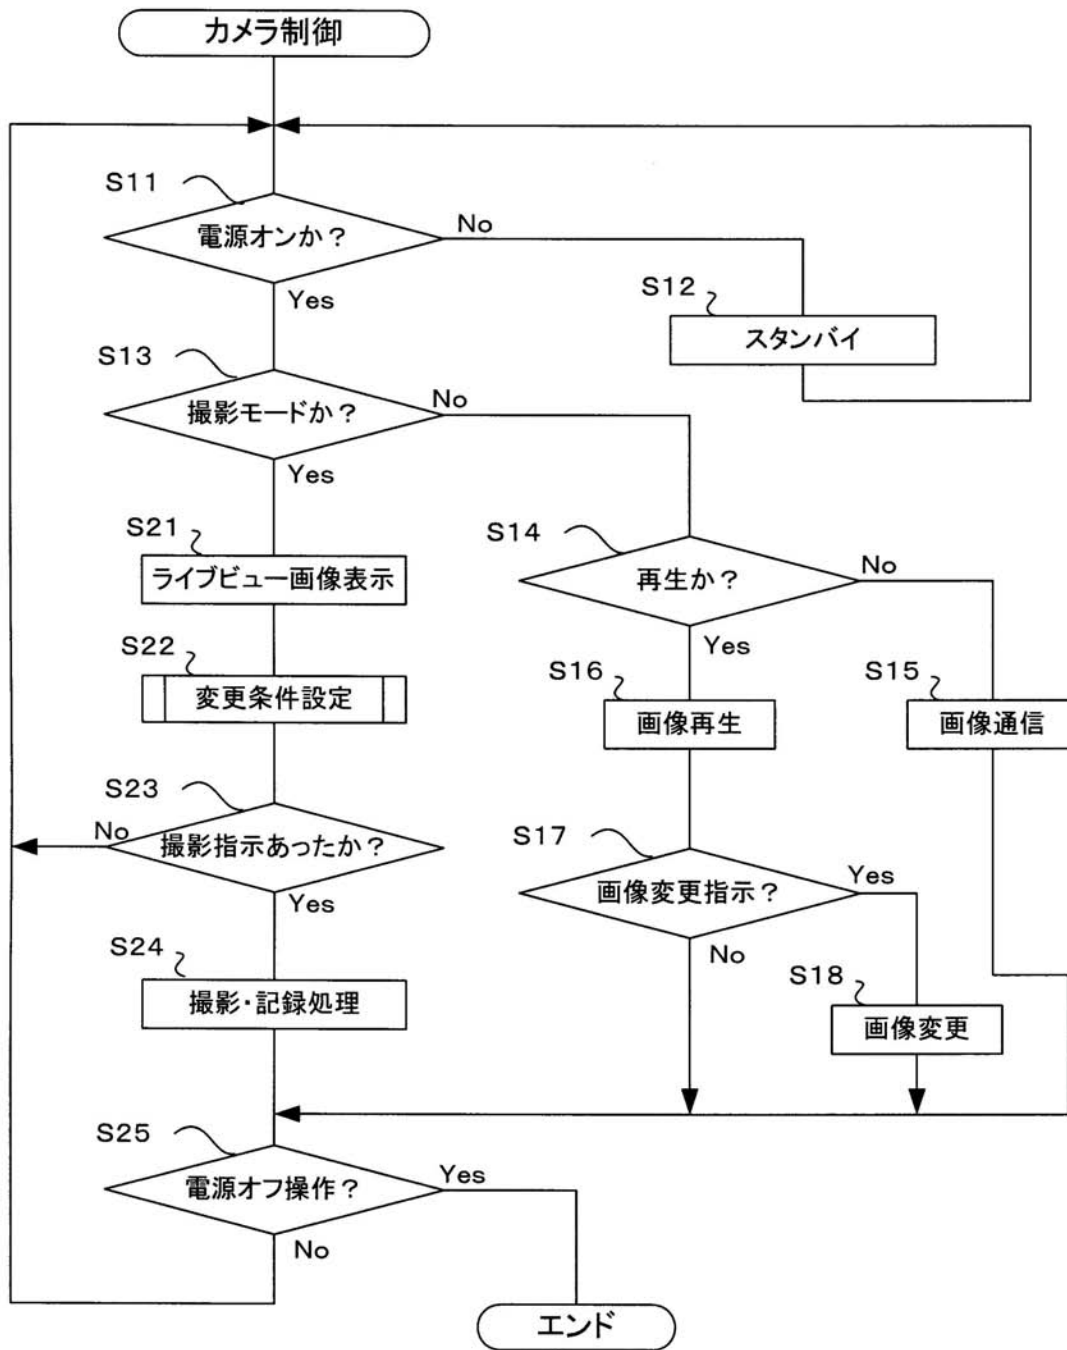 カメラ制御
S11
電源オンか?
No
Yes
S12
スタンバイ
S13
撮影モードか?
No
Yes
S21
ライブビュー画像表示
S14
再生か?
No
Yes
S22
変更条件設定
S16
画像再生
S15
画像通信
S23
No
撮影指示あったか?
Yes
S17
画像変更指示?
Yes
No
S24
撮影・記録処理
S18
画像変更
S25
電源オフ操作?
Yes
No
エンド